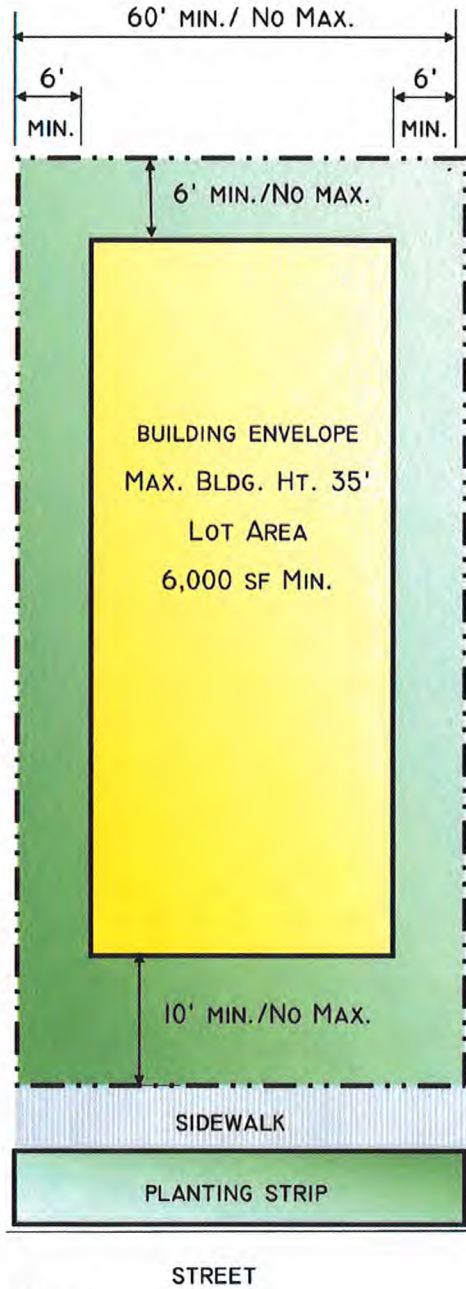 60' MIN./ NO MAX.
6' 6'
MIN. MIN.
6' MIN./NO MAX.
BUILDING ENVELOPE
MAX. BLDG. HT. 35'
LOT AREA
6,000 SF MIN.
10' MIN./NO MAX.
SIDEWALK
PLANTING STRIP
STREET